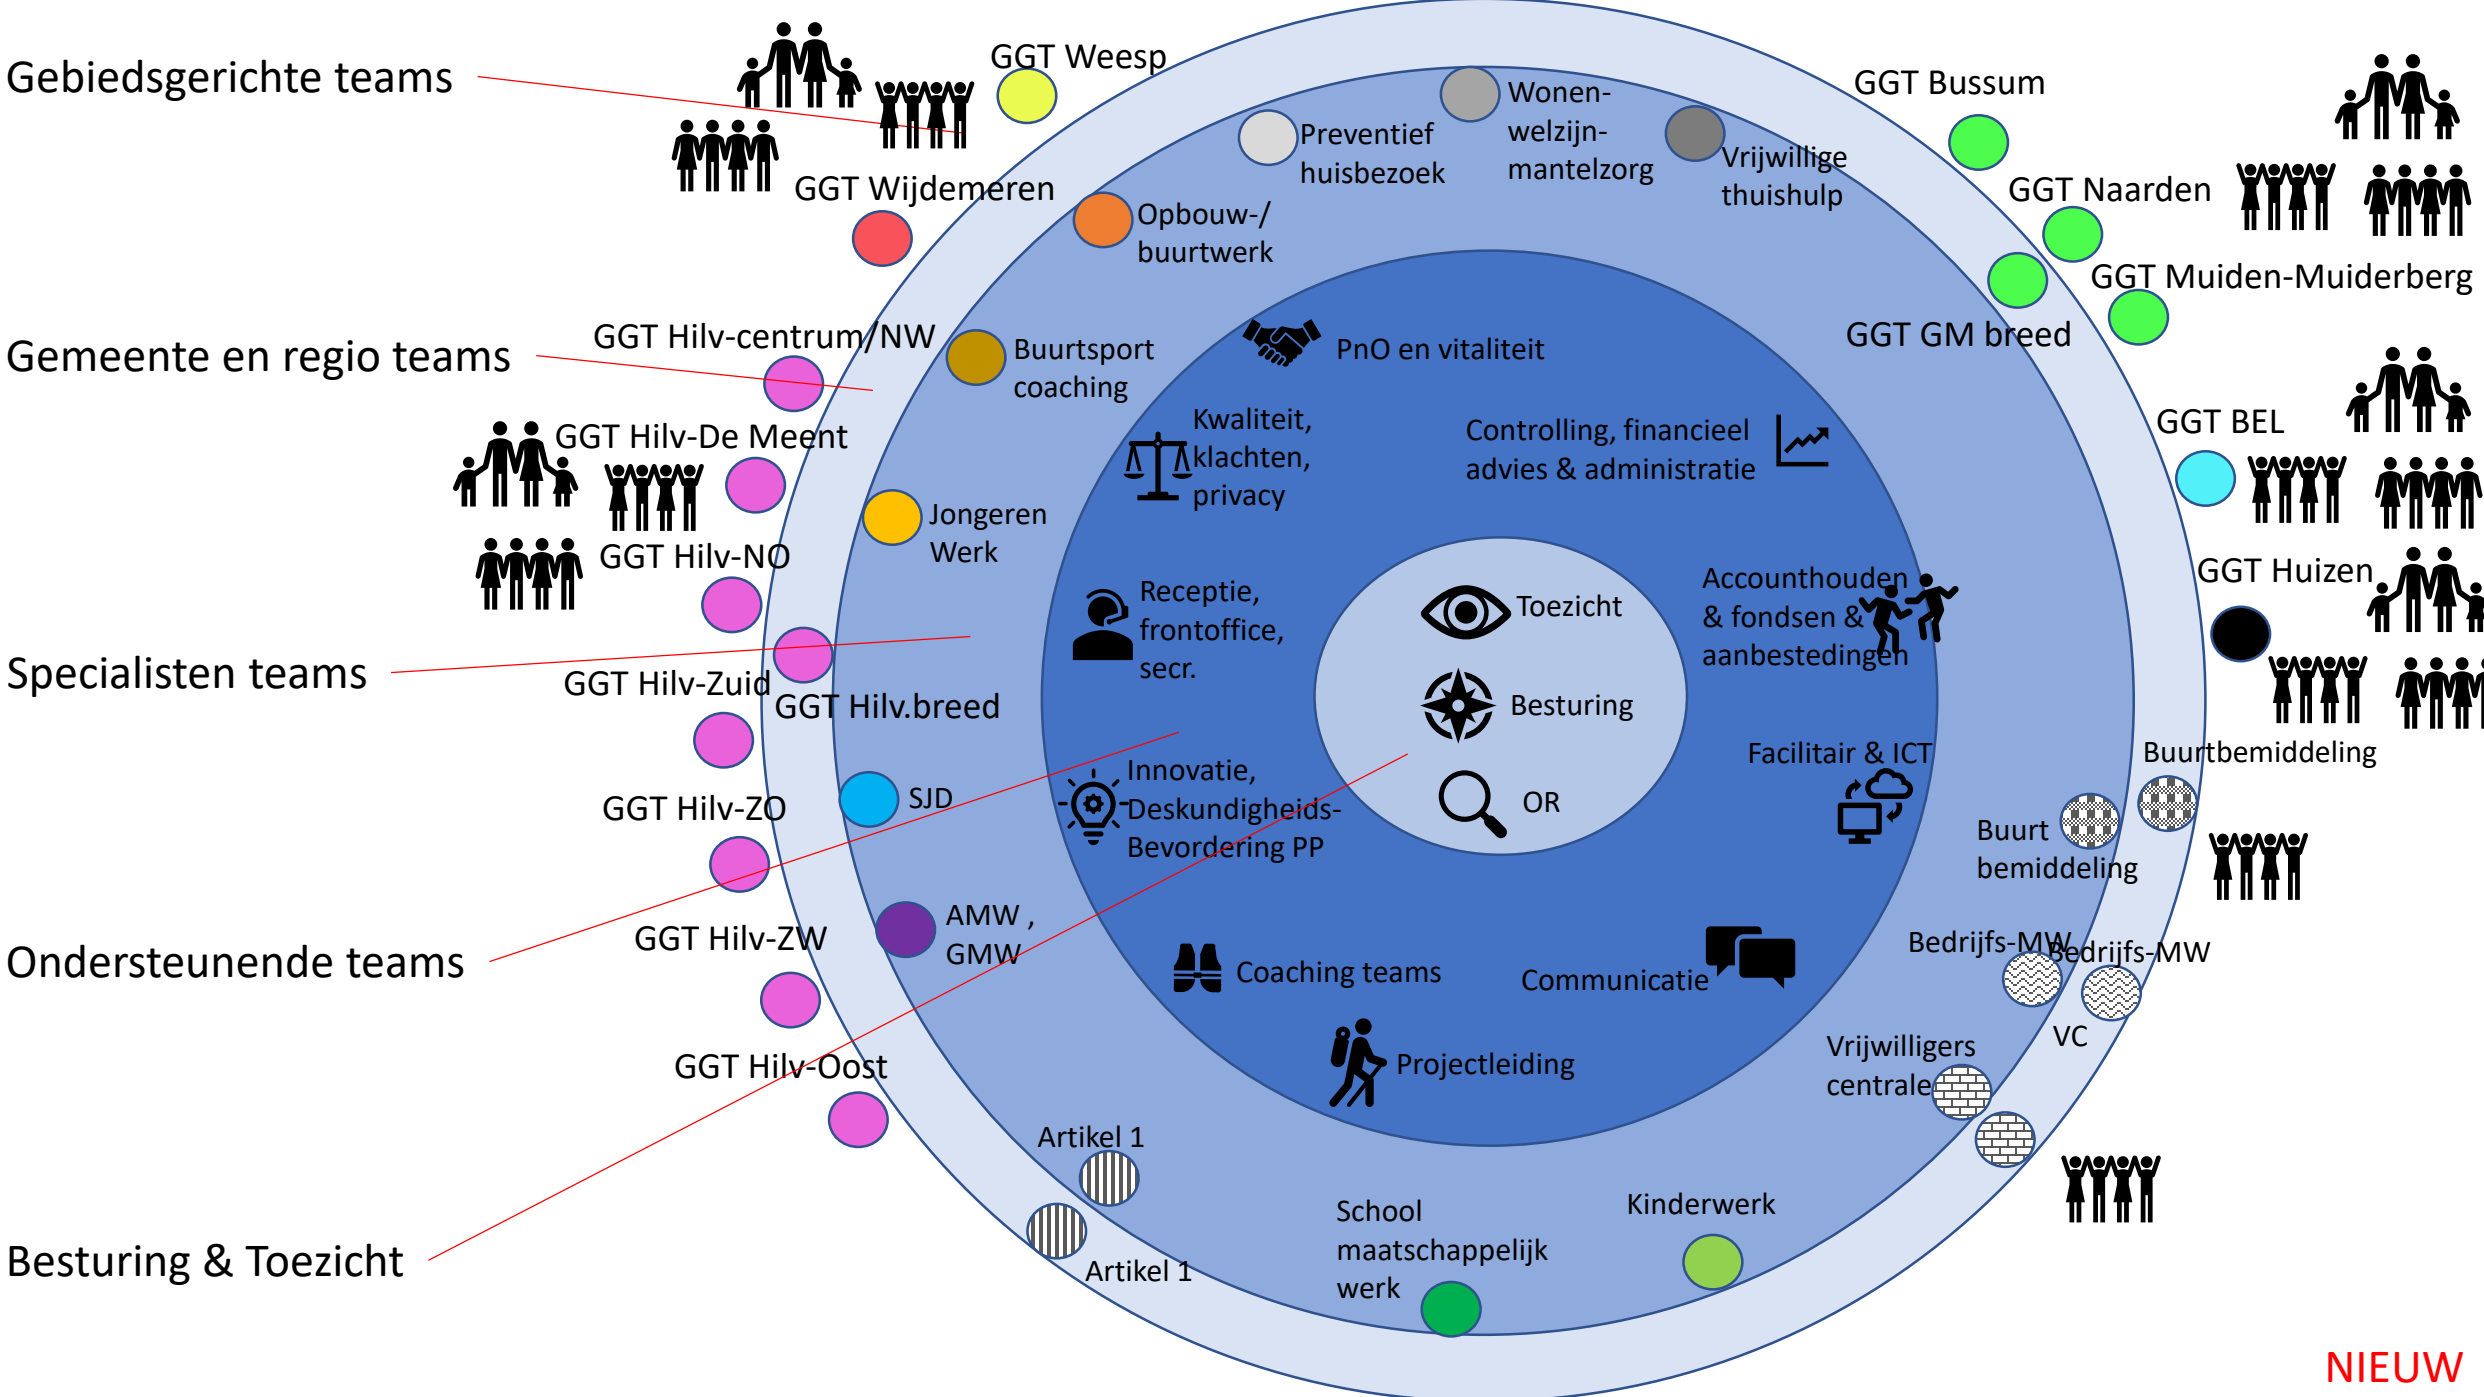 Gebiedsgerichte teams
Gemeente en regio teams
Specialisten teams
Ondersteunende teams
Besturing & Toezicht
GGT Weesp
GGT Wijdemeren
GGT Hilv-centrum/NW
GGT Hilv-De Meent
GGT Hilv-NO
GGT Hilv-Zuid
GGT Hilv.breed
GGT Hilv-ZO
GGT Hilv-ZW
GGT Hilv-Oost
GGT Bussum
GGT Naarden
GGT Muiden-Muiderberg
GGT GM breed
GGT BEL
GGT Huizen
Buurtbemiddeling
Bedrijfs-MW
VC
Artikel 1
Preventief
huisbezoek
Wonen-
welzijn-
mantelzorg
Vrijwillige
thuishulp
Opbouw-/
buurtwerk
Buurtsport
coaching
Jongeren
Werk
SJD
AMW ,
GMW
Artikel 1
School
maatschappelijk
werk
Kinderwerk
Vrijwilligers
centrale
Bedrijfs-MW
Buurt
bemiddeling
PnO en vitaliteit
Kwaliteit,
klachten,
privacy
Controlling, financieel
advies & administratie
Receptie,
frontoffice,
secr.
Accounthouden
& fondsen &
aanbestedingen
Innovatie,
Deskundigheids-
Bevordering PP
Facilitair & ICT
Coaching teams
Communicatie
Projectleiding
Toezicht
Besturing
OR
NIEUW